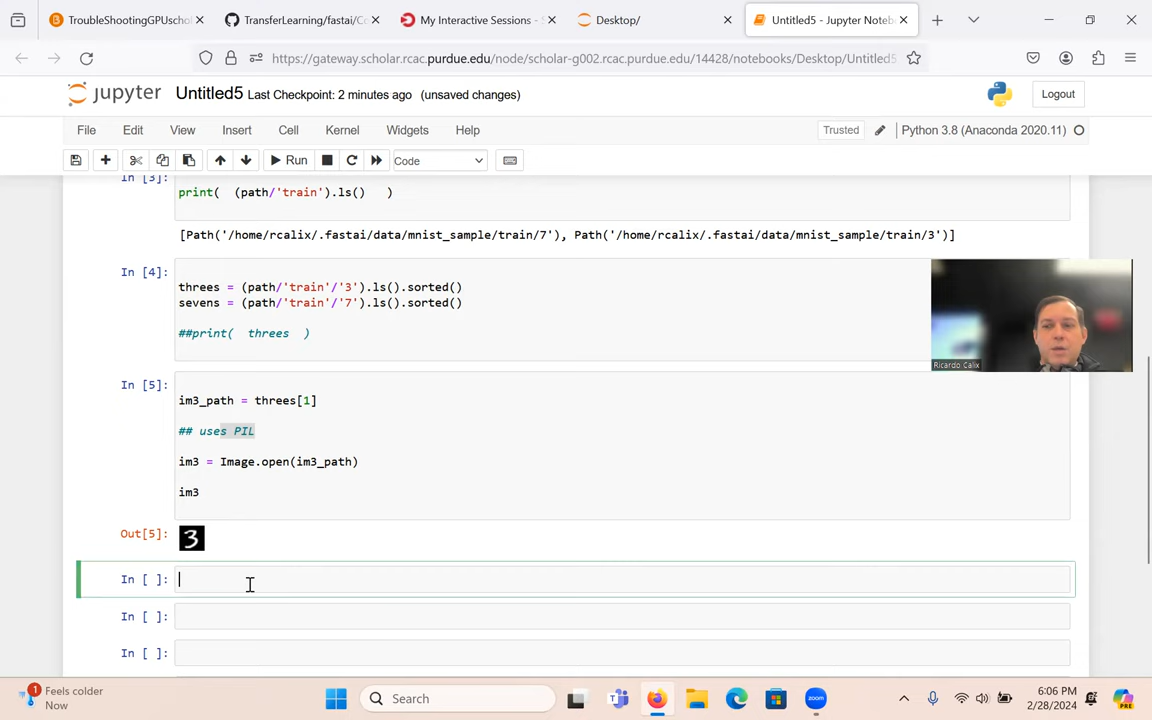 TroubleShootingGPUschol
TransferLearning/fastai/Co
My Interactive Sessions - S
Desktop/
Untitled5 - Jupyter Noteb
https://gateway.scholar.rcac.purdue.edu/node/scholar-g002.rcac.purdue.edu/14428/notebooks/Desktop/Untitled5
jupyter Untitled5 Last Checkpoint: 2 minutes ago (unsaved changes)
Logout
File Edit View Insert Cell Kernel Widgets Help
Trusted
Python 3.8 (Anaconda 2020.11)
Run
Code
In [3]:
print( (path/'train').ls() )
[Path('/home/rcalix/.fastai/data/mnist_sample/train/7'), Path('/home/rcalix/.fastai/data/mnist_sample/train/3')]
In [4]:
threes = (path/'train'/'3').ls().sorted()
sevens = (path/'train'/'7').ls().sorted()
##print( threes )
Ricardo Calix
In [5]:
im3_path = threes[1]
## uses PIL
im3 = Image.open(im3_path)
im3
Out[5]:
3
In [ ]:
In [ ]:
In [ ]:
1
Feels colder
Now
Search
zoom
PRE
6:06 PM
2/28/2024